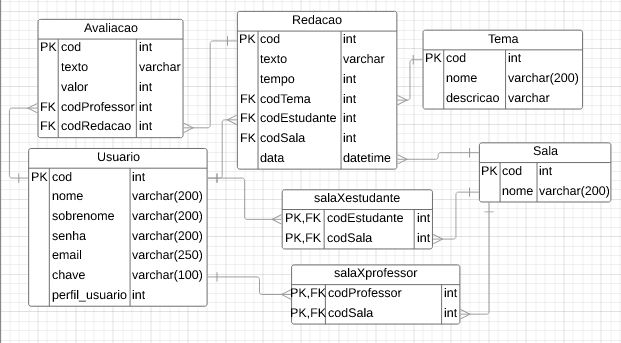 Avaliacao
PK cod int
texto varchar
valor int
FK codProfessor int
FK codRedacao int
Redacao
PK cod int
texto varchar
tempo int
FK codTema int
FK codEstudante int
FK codSala int
data datetime
Tema
PK cod int
nome varchar(200)
descricao varchar
Usuario
PK cod int
nome varchar(200)
sobrenome varchar(200)
senha varchar(200)
email varchar(250)
chave varchar(100)
perfil_usuario int
Sala
PK cod int
nome varchar(200)
salaXestudante
PK,FK codEstudante int
PK,FK codSala int
salaXprofessor
PK,FK codProfessor int
PK,FK codSala int